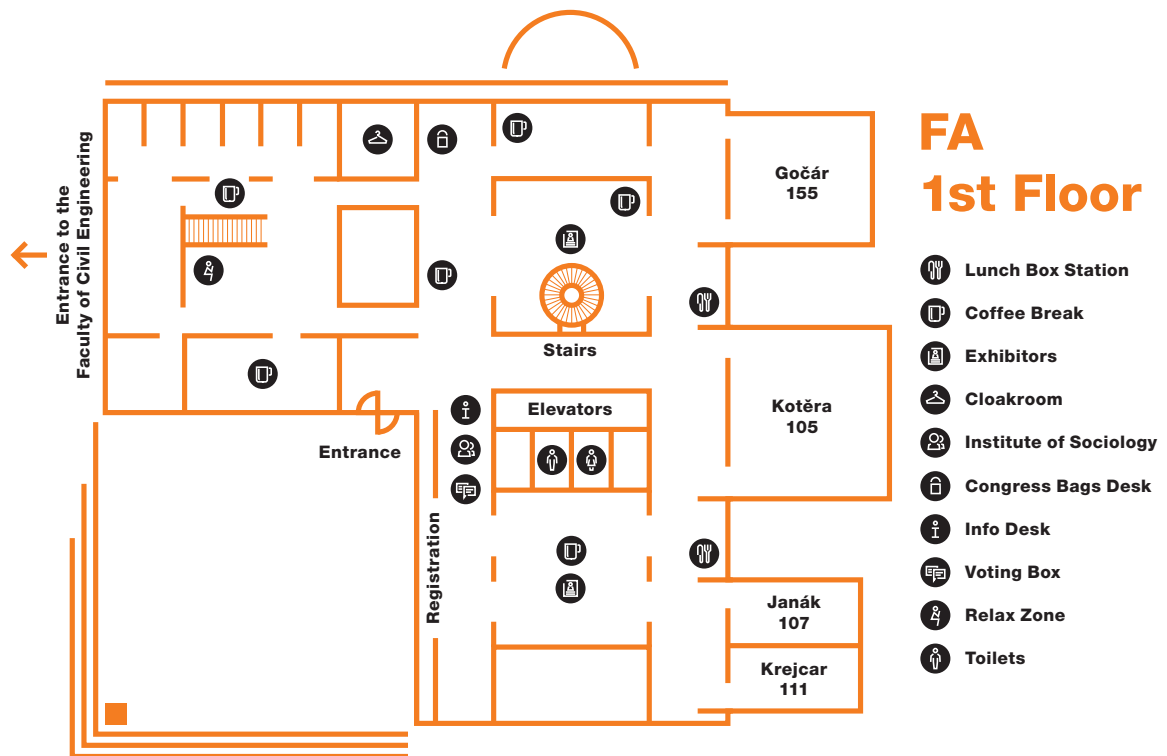 FA
1st Floor
Lunch Box Station
Coffee Break
Exhibitors
Cloakroom
Institute of Sociology
Congress Bags Desk
Info Desk
Voting Box
Relax Zone
Toilets
Entrance to the
Faculty of Civil Engineering
Gočár
155
Stairs
Elevators
Kotěra
105
Entrance
Registration
Janák
107
Krejcar
111